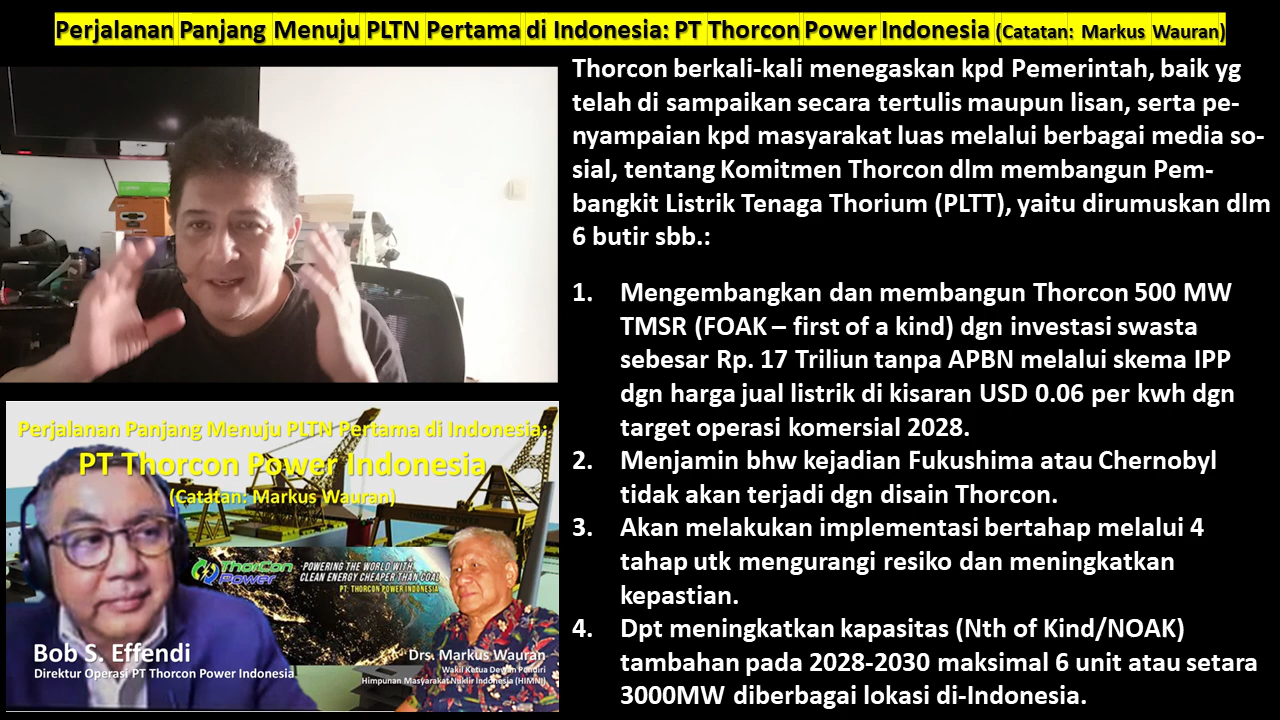 Perjalanan Panjang Menuju PLTN Pertama di Indonesia: PT Thorcon Power Indonesia (Catatan: Markus Wauran)
Thorcon berkali-kali menegaskan kpd Pemerintah, baik yg
telah di sampaikan secara tertulis maupun lisan, serta pe-
nyampaian kpd masyarakat luas melalui berbagai media so-
sial, tentang Komitmen Thorcon dlm membangun Pem-
bangkit Listrik Tenaga Thorium (PLTT), yaitu dirumuskan dlm
6 butir sbb.:
1. Mengembangkan dan membangun Thorcon 500 MW
TMSR (FOAK – first of a kind) dgn investasi swasta
sebesar Rp. 17 Triliun tanpa APBN melalui skema IPP
dgn harga jual listrik di kisaran USD 0.06 per kwh dgn
target operasi komersial 2028.
2. Menjamin bhw kejadian Fukushima atau Chernobyl
tidak akan terjadi dgn disain Thorcon.
3. Akan melakukan implementasi bertahap melalui 4
tahap utk mengurangi resiko dan meningkatkan
kepastian.
4. Dpt meningkatkan kapasitas (Nth of Kind/NOAK)
tambahan pada 2028-2030 maksimal 6 unit atau setara
3000MW diberbagai lokasi di-Indonesia.
Perjalanan Panjang Menuju PLTN Pertama di Indonesia:
PT Thorcon Power Indonesia
(Catatan: Markus Wauran)
ThorCon
Power
POWERING THE WORLD WITH
CLEAN ENERGY CHEAPER THAN COAL
PT. THORCON POWER INDONESIA
Bob S. Effendi
Direktur Operasi PT Thorcon Power Indonesia
Drs. Markus Wauran
Wakil Ketua Dewan Pendiri
Himpunan Masyarakat Nuklir Indonesia (HIMNI)